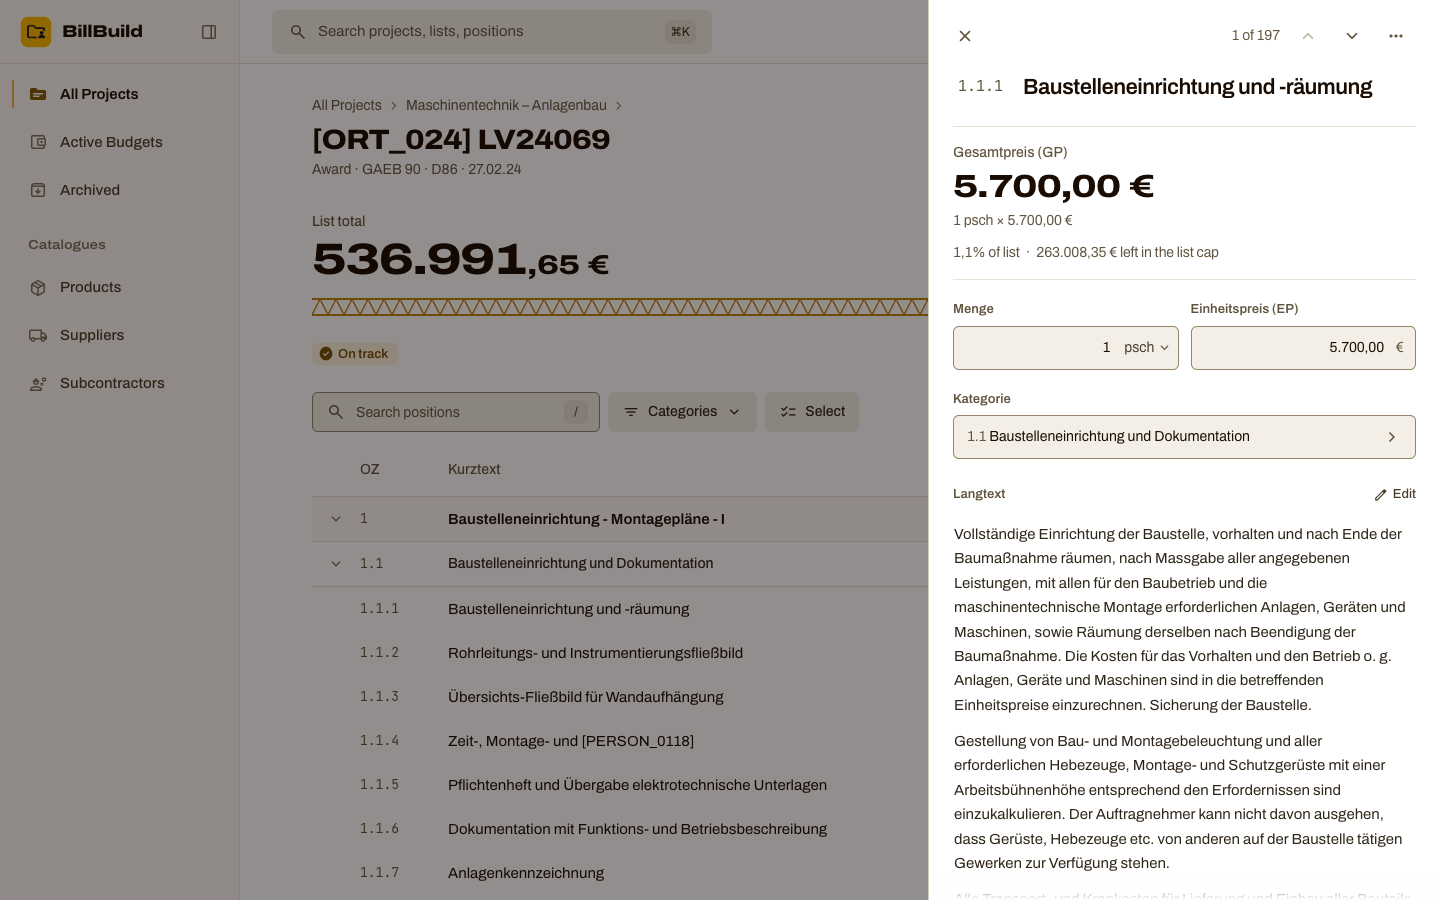 BillBuild
Search projects, lists, positions
⌘K
All Projects
Active Budgets
Archived
Catalogues
Products
Suppliers
Subcontractors
All Projects
Maschinentechnik – Anlagenbau
[ORT_024] LV24069
Award · GAEB 90 · D86 · 27.02.24
List total
536.991,65 €
On track
Search positions
/
Categories
Select
OZ Kurztext
1 Baustelleneinrichtung - Montagepläne - I
1.1 Baustelleneinrichtung und Dokumentation
1.1.1 Baustelleneinrichtung und -räumung
1.1.2 Rohrleitungs- und Instrumentierungsfließbild
1.1.3 Übersichts-Fließbild für Wandaufhängung
1.1.4 Zeit-, Montage- und [PERSON_0118]
1.1.5 Pflichtenheft und Übergabe elektrotechnische Unterlagen
1.1.6 Dokumentation mit Funktions- und Betriebsbeschreibung
1.1.7 Anlagenkennzeichnung
1 of 197
1.1.1 Baustelleneinrichtung und -räumung
Gesamtpreis (GP)
5.700,00 €
1 psch × 5.700,00 €
1,1% of list · 263.008,35 € left in the list cap
Menge
1 psch
Einheitspreis (EP)
5.700,00 €
Kategorie
1.1 Baustelleneinrichtung und Dokumentation
Langtext
Edit
Vollständige Einrichtung der Baustelle, vorhalten und nach Ende der
Baumaßnahme räumen, nach Massgabe aller angegebenen
Leistungen, mit allen für den Baubetrieb und die
maschinentechnische Montage erforderlichen Anlagen, Geräten und
Maschinen, sowie Räumung derselben nach Beendigung der
Baumaßnahme. Die Kosten für das Vorhalten und den Betrieb o. g.
Anlagen, Geräte und Maschinen sind in die betreffenden
Einheitspreise einzurechnen. Sicherung der Baustelle.
Gestellung von Bau- und Montagebeleuchtung und aller
erforderlichen Hebezeuge, Montage- und Schutzgerüste mit einer
Arbeitsbühnenhöhe entsprechend den Erfordernissen sind
einzukalkulieren. Der Auftragnehmer kann nicht davon ausgehen,
dass Gerüste, Hebezeuge etc. von anderen auf der Baustelle tätigen
Gewerken zur Verfügung stehen.
Alle Transport- und Krankosten für Lieferung und Einbau aller Bauteile